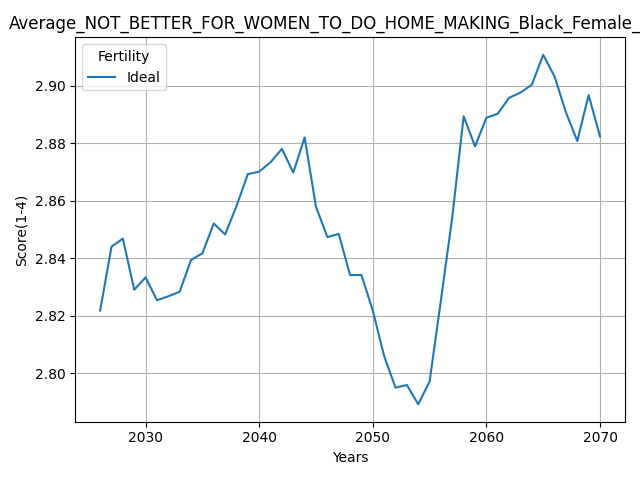 Average_NOT_BETTER_FOR_WOMEN_TO_DO_HOME_MAKING_Black_Female_
Fertility
Ideal
Score(1-4)
2.90
2.88
2.86
2.84
2.82
2.80
2030 2040 2050 2060 2070
Years